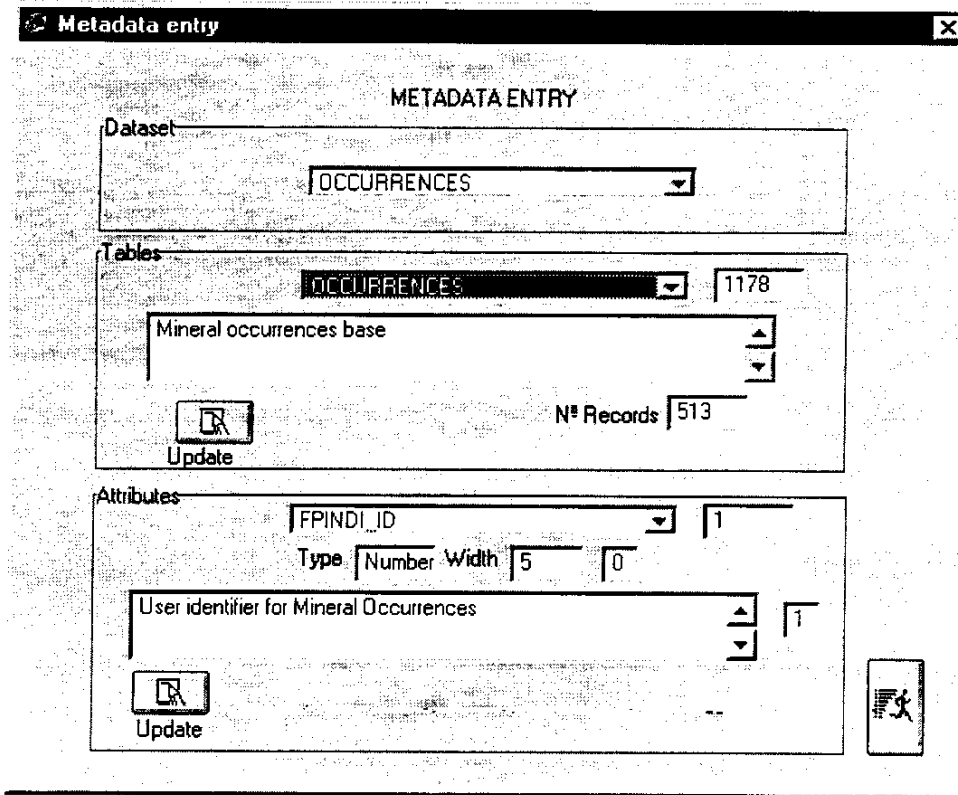 Metadata entry
METADATA ENTRY
Dataset
OCCURRENCES
Tables
OCCURRENCES 1178
Mineral occurrences base
Nº Records 513
Update
Attributes
FPINDI_ID 1
Type Number Width 5 0
User identifier for Mineral Occurrences 1
Update